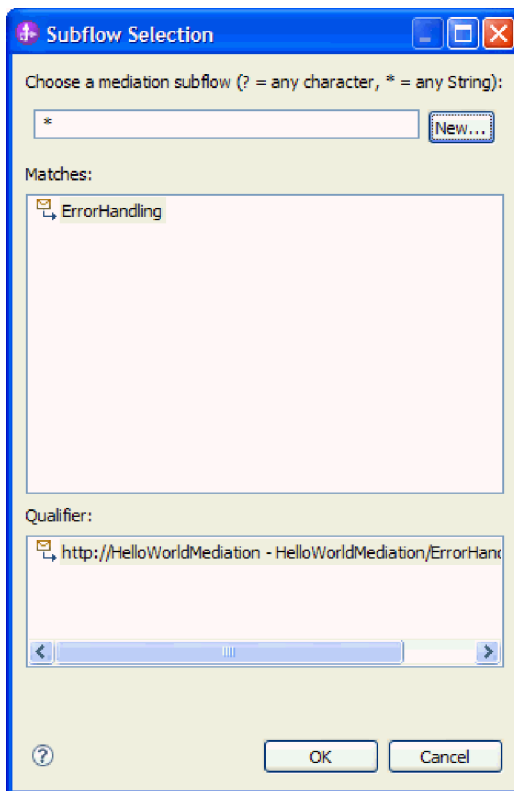 Subflow Selection
Choose a mediation subflow (? = any character, * = any String):
*
New...
Matches:
ErrorHandling
Qualifier:
http://HelloWorldMediation - HelloWorldMediation/ErrorHand
?
OK
Cancel